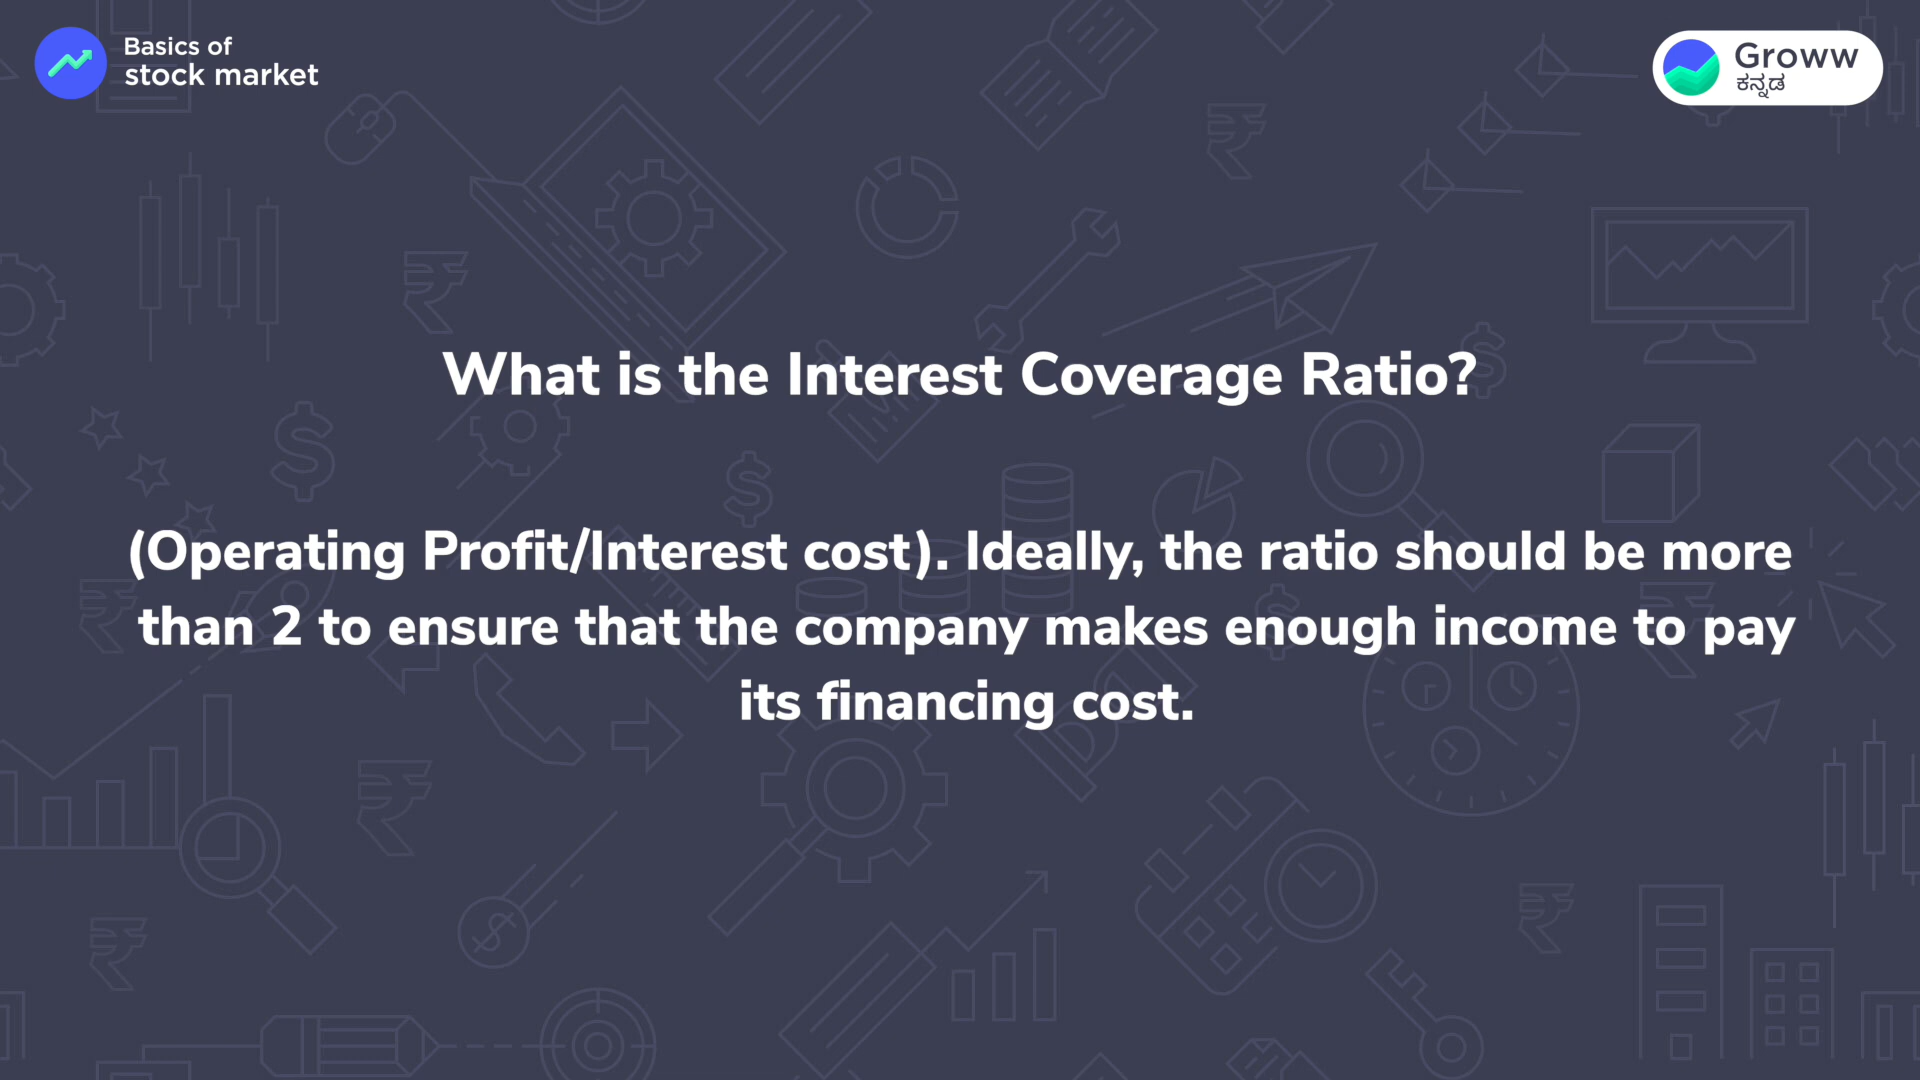 Basics of
stock market
Groww
ಕನ್ನಡ
What is the Interest Coverage Ratio?
(Operating Profit/Interest cost). Ideally, the ratio should be more
than 2 to ensure that the company makes enough income to pay
its financing cost.